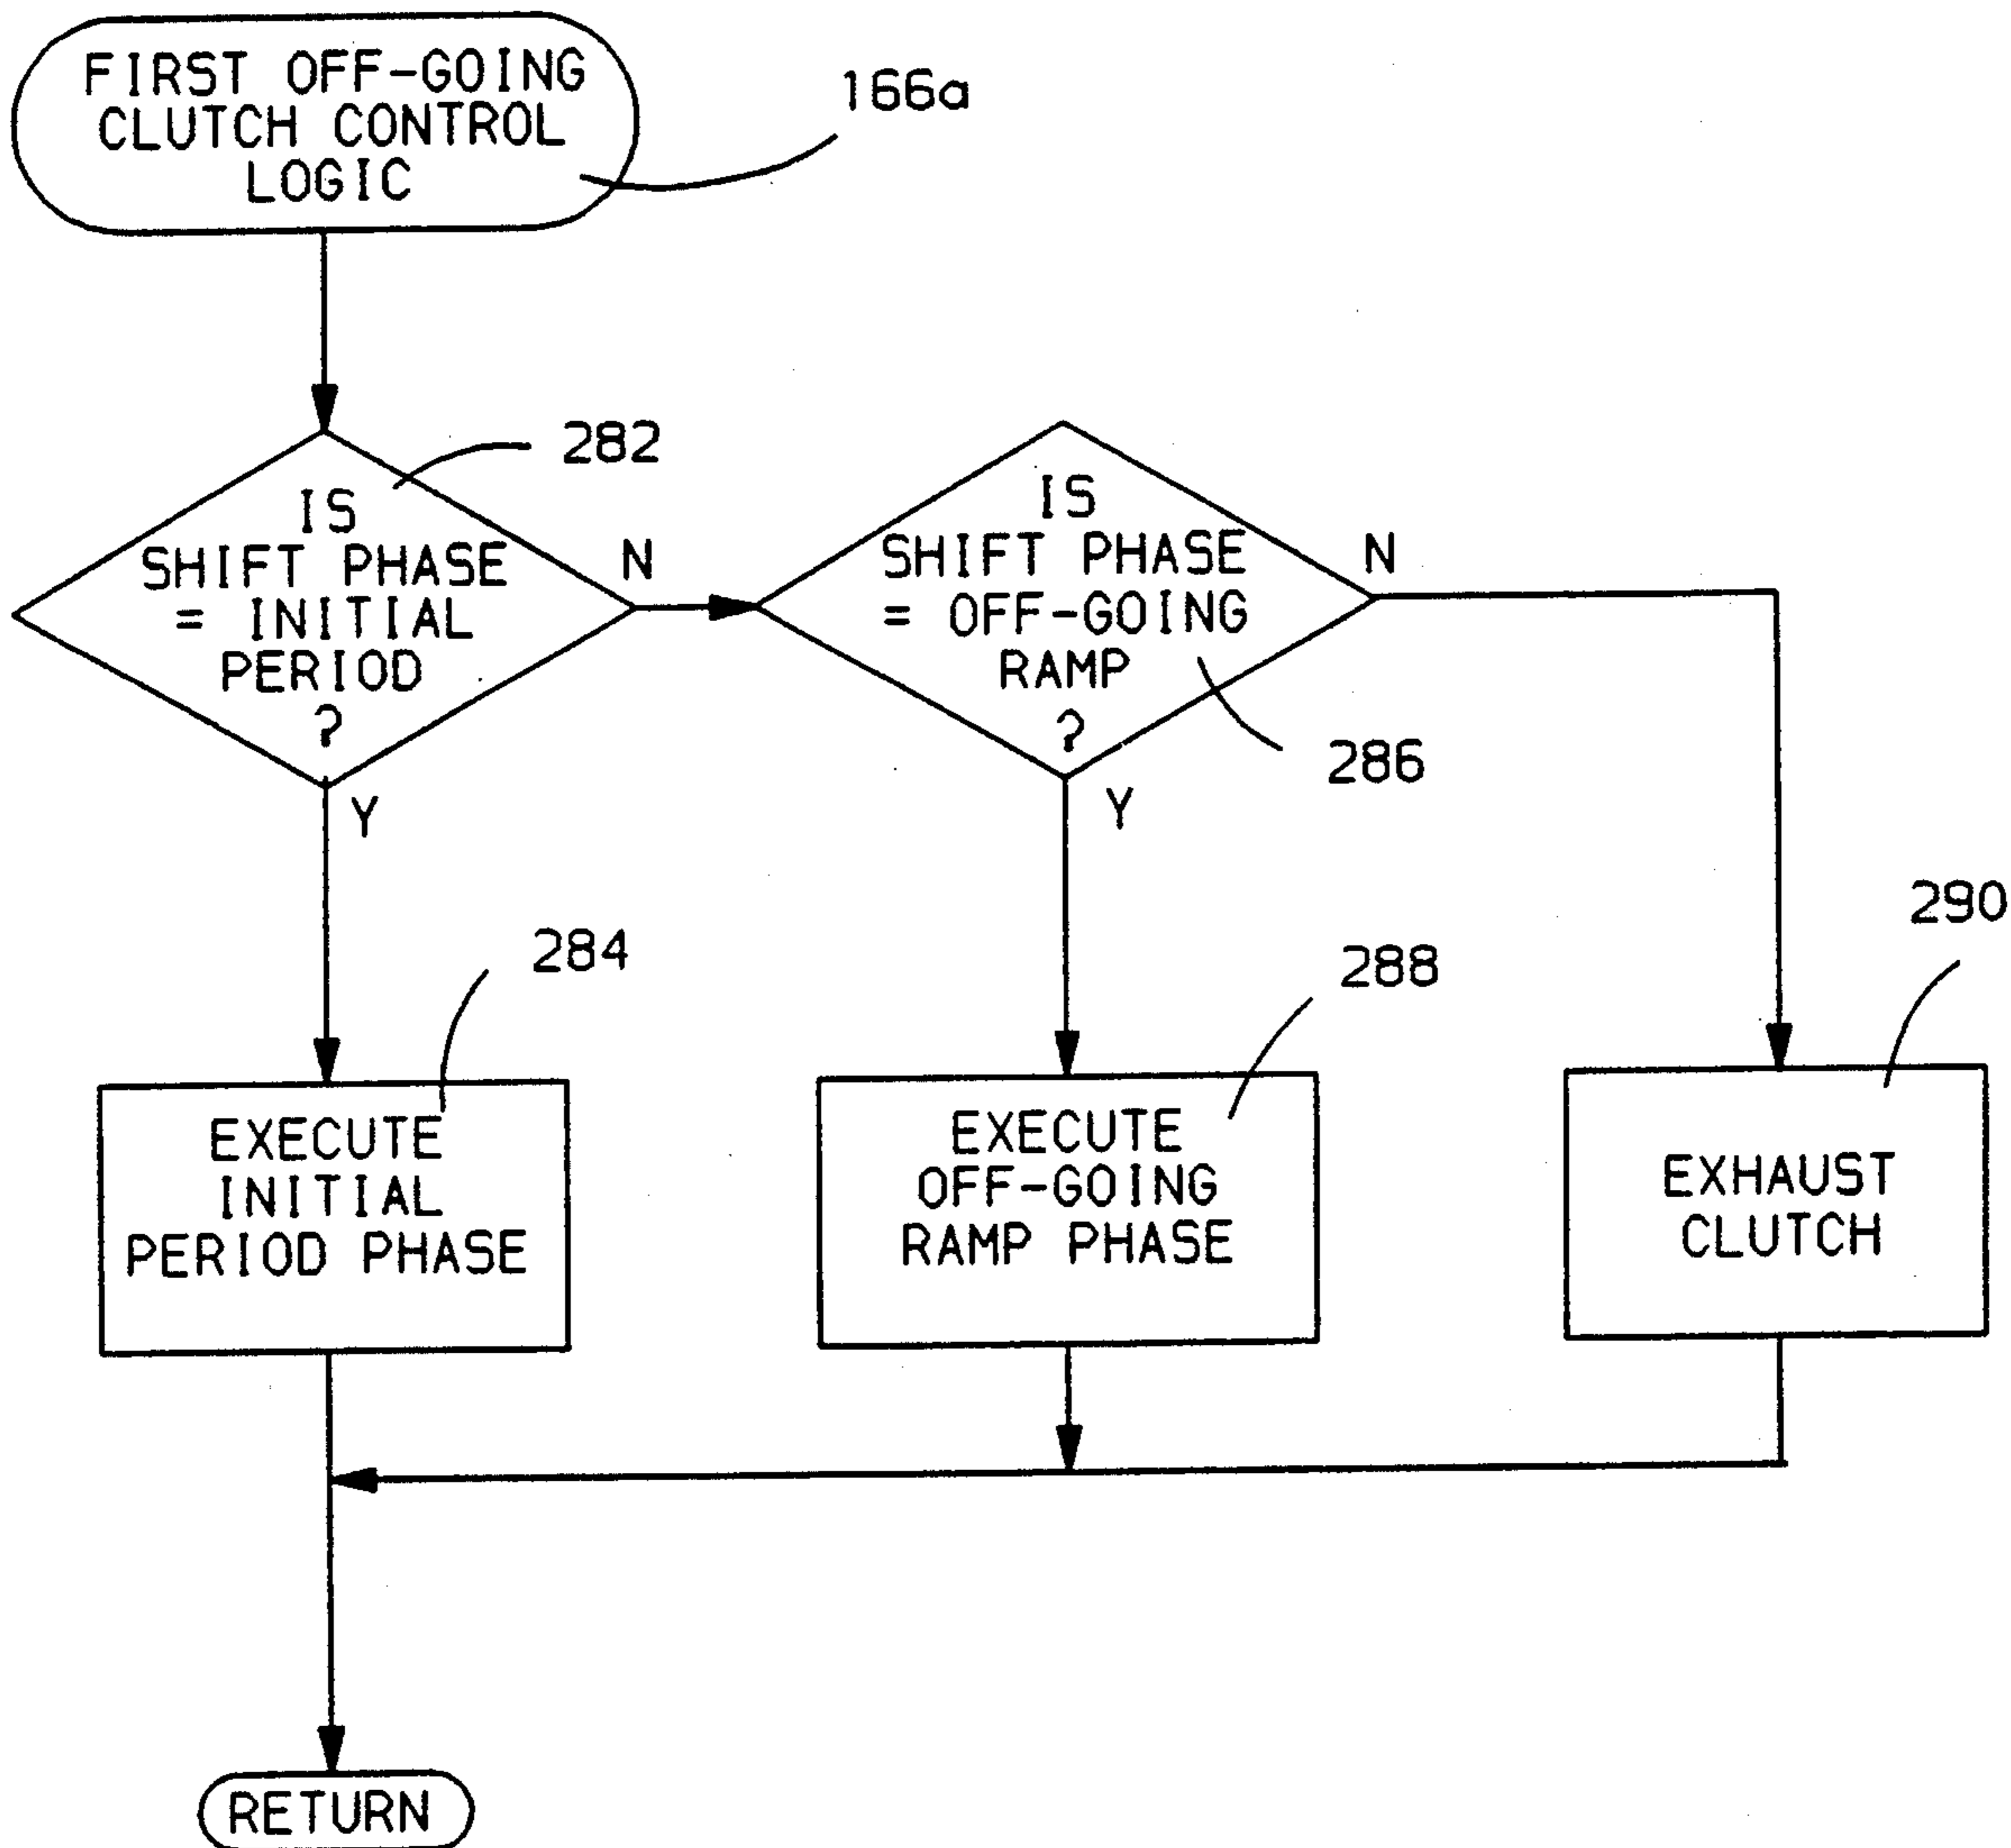 FIRST OFF-GOING
CLUTCH CONTROL
LOGIC
166a
282
IS
SHIFT PHASE
= INITIAL
PERIOD
?
N
Y
IS
SHIFT PHASE
= OFF-GOING
RAMP
?
N
286
Y
284
EXECUTE
INITIAL
PERIOD PHASE
288
EXECUTE
OFF-GOING
RAMP PHASE
290
EXHAUST
CLUTCH
RETURN